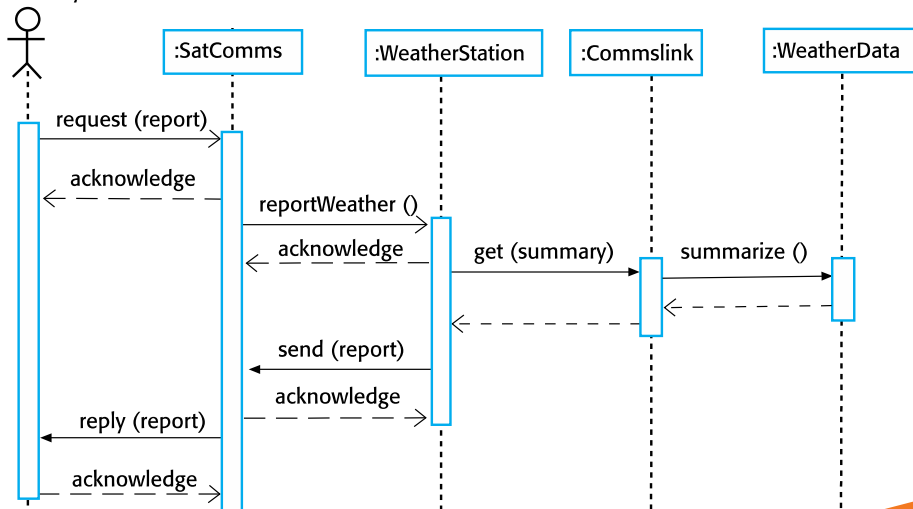 :SatComms
:WeatherStation
:Commslink
:WeatherData
request (report)
acknowledge
reportWeather ()
acknowledge
get (summary)
summarize ()
send (report)
acknowledge
reply (report)
acknowledge